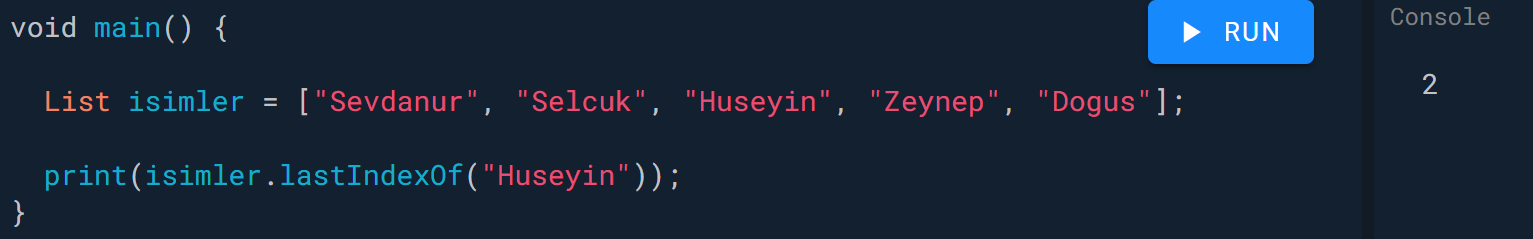 void main() {
RUN
Console
List isimler = ["Sevdanur", "Selcuk", "Huseyin", "Zeynep", "Dogus"];
2
print(isimler.lastIndexOf("Huseyin"));
}